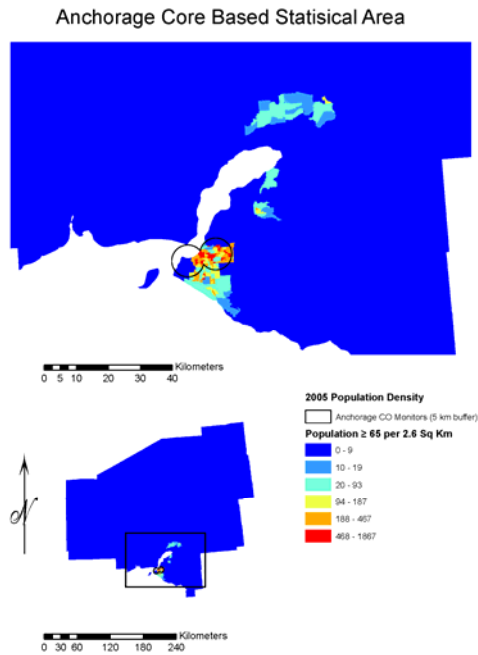 Anchorage Core Based Statisical Area
Kilometers
0 5 10 20 30 40
2005 Population Density
Anchorage CO Monitors (5 km buffer)
Population ≥ 65 per 2.6 Sq Km
0 - 9
10 - 19
20 - 93
94 - 187
188 - 467
468 - 1867
N
Kilometers
0 30 60 120 180 240